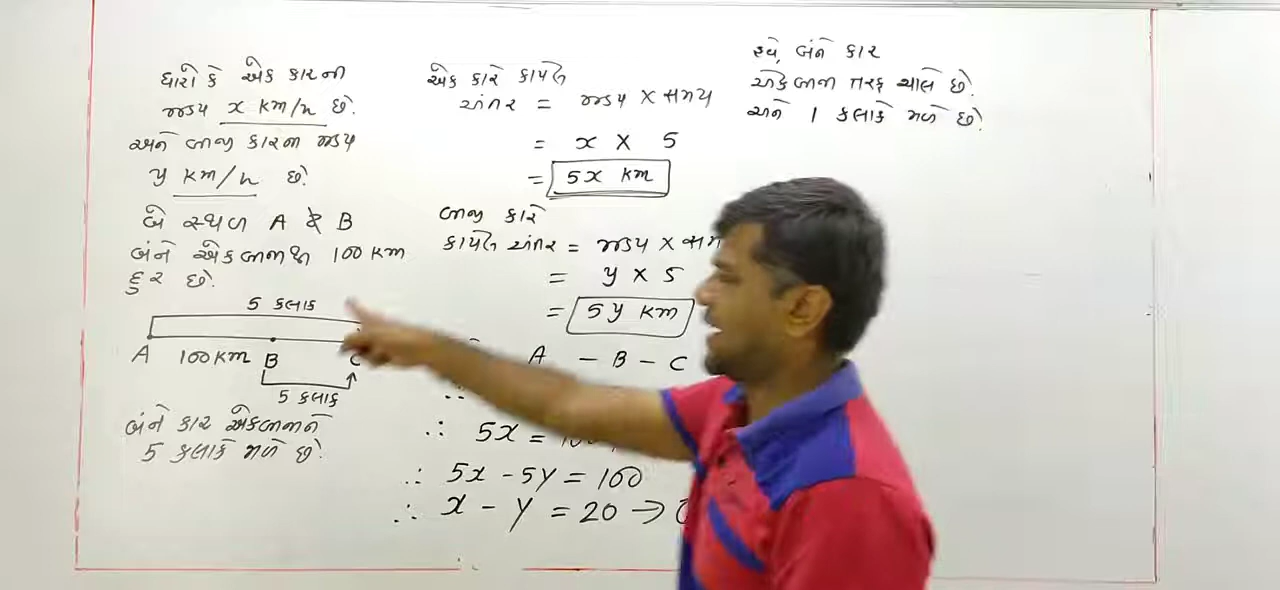 ધારો કે એક કારની
ઝડપ x km/h છે.
અને બીજી કારની ઝડપ
y km/h છે.
બે સ્થળ A & B
બંને એકબીજાથી 100 km
દુર છે.
5 કલાક
A 100 km B C
5 કલાક
બંને કાર એકબીજાને
5 કલાકે મળે છે.
એક કારે કાપેલ
અંતર = ઝડપ X સમય
= x X 5
= 5x km
બીજી કારે
કાપેલ અંતર = ઝડપ X
= y X 5
= 5y km
A - B - C
∴
∴ 5x =
∴ 5x - 5y = 100
∴ x - y = 20 →
હવે, બંને કાર
એકબીજા તરફ ચાલે છે.
અને 1 કલાકે મળે છે.